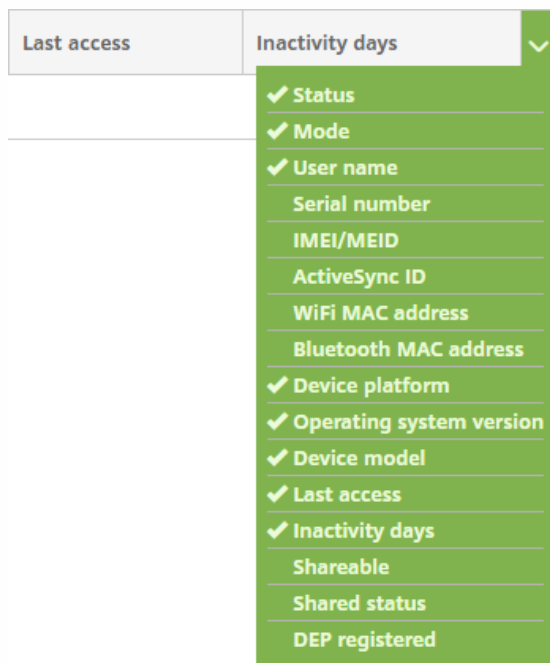 Last access
Inactivity days
Status
Mode
User name
Serial number
IMEI/MEID
ActiveSync ID
WiFi MAC address
Bluetooth MAC address
Device platform
Operating system version
Device model
Last access
Inactivity days
Shareable
Shared status
DEP registered